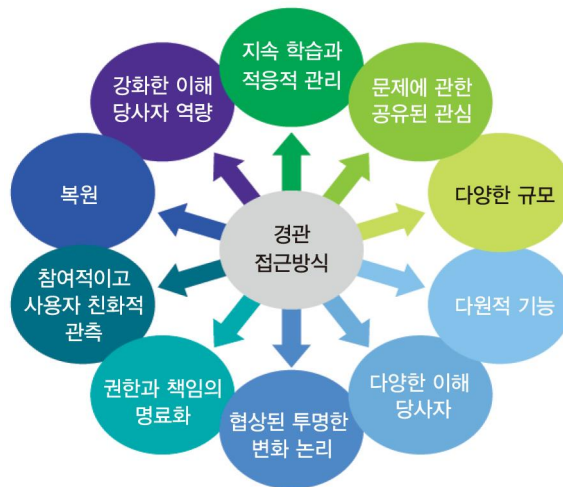 지속 학습과
적응적 관리
문제에 관한
공유된 관심
다양한 규모
다원적 기능
다양한 이해
당사자
협상된 투명한
변화 논리
권한과 책임의
명료화
참여적이고
사용자 친화적
관측
복원
강화한 이해
당사자 역량
경관
접근방식